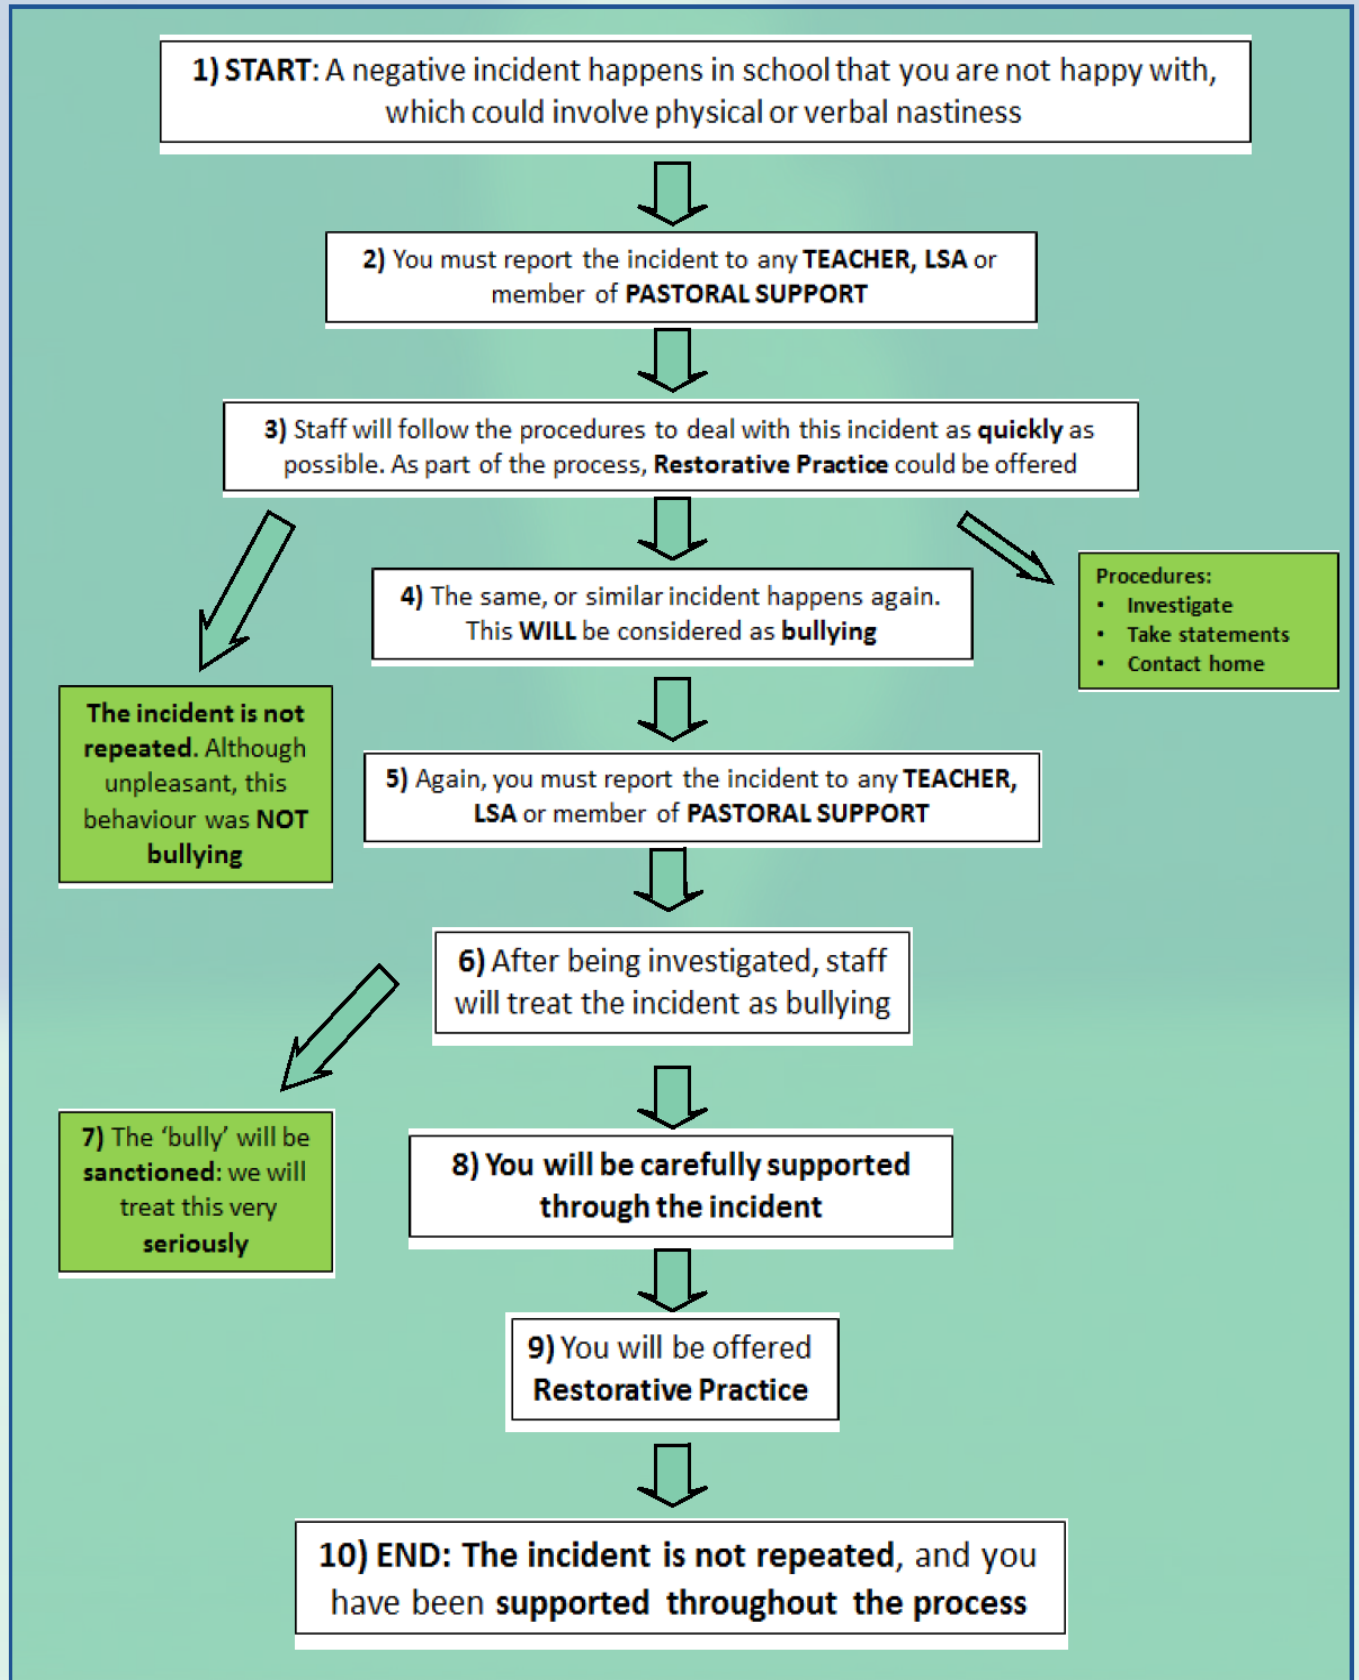 1) START: A negative incident happens in school that you are not happy with,
which could involve physical or verbal nastiness
2) You must report the incident to any TEACHER, LSA or
member of PASTORAL SUPPORT
3) Staff will follow the procedures to deal with this incident as quickly as
possible. As part of the process, Restorative Practice could be offered
Procedures:
• Investigate
• Take statements
• Contact home
4) The same, or similar incident happens again.
This WILL be considered as bullying
The incident is not
repeated. Although
unpleasant, this
behaviour was NOT
bullying
5) Again, you must report the incident to any TEACHER,
LSA or member of PASTORAL SUPPORT
6) After being investigated, staff
will treat the incident as bullying
7) The ‘bully’ will be
sanctioned: we will
treat this very
seriously
8) You will be carefully supported
through the incident
9) You will be offered
Restorative Practice
10) END: The incident is not repeated, and you
have been supported throughout the process